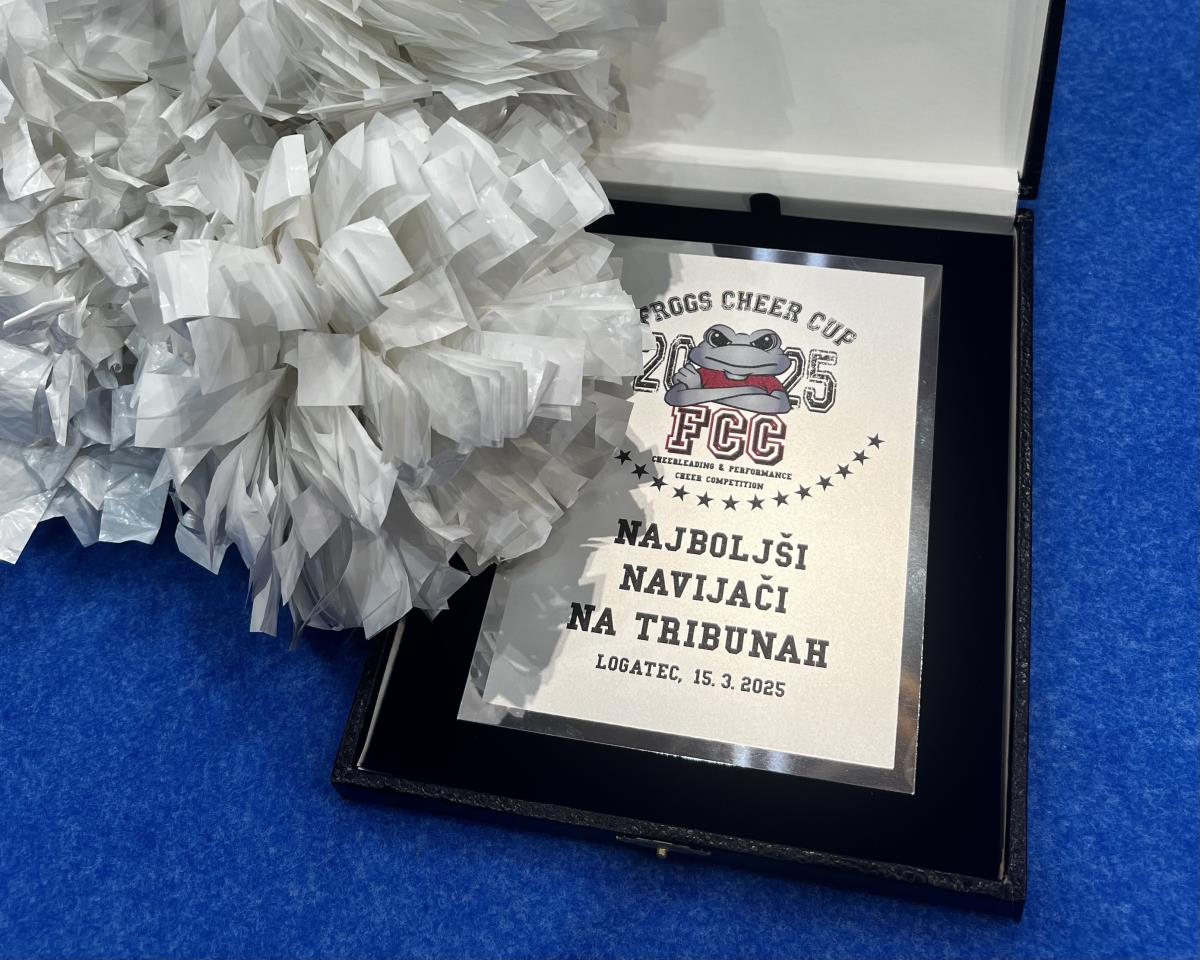 FROGS CHEER CUP
2025
FCC
CHEERLEADING & PERFORMANCE
CHEER COMPETITION
NAJBOLJŠI
NAVIJAČI
NA TRIBUNAH
LOGATEC, 15. 3. 2025